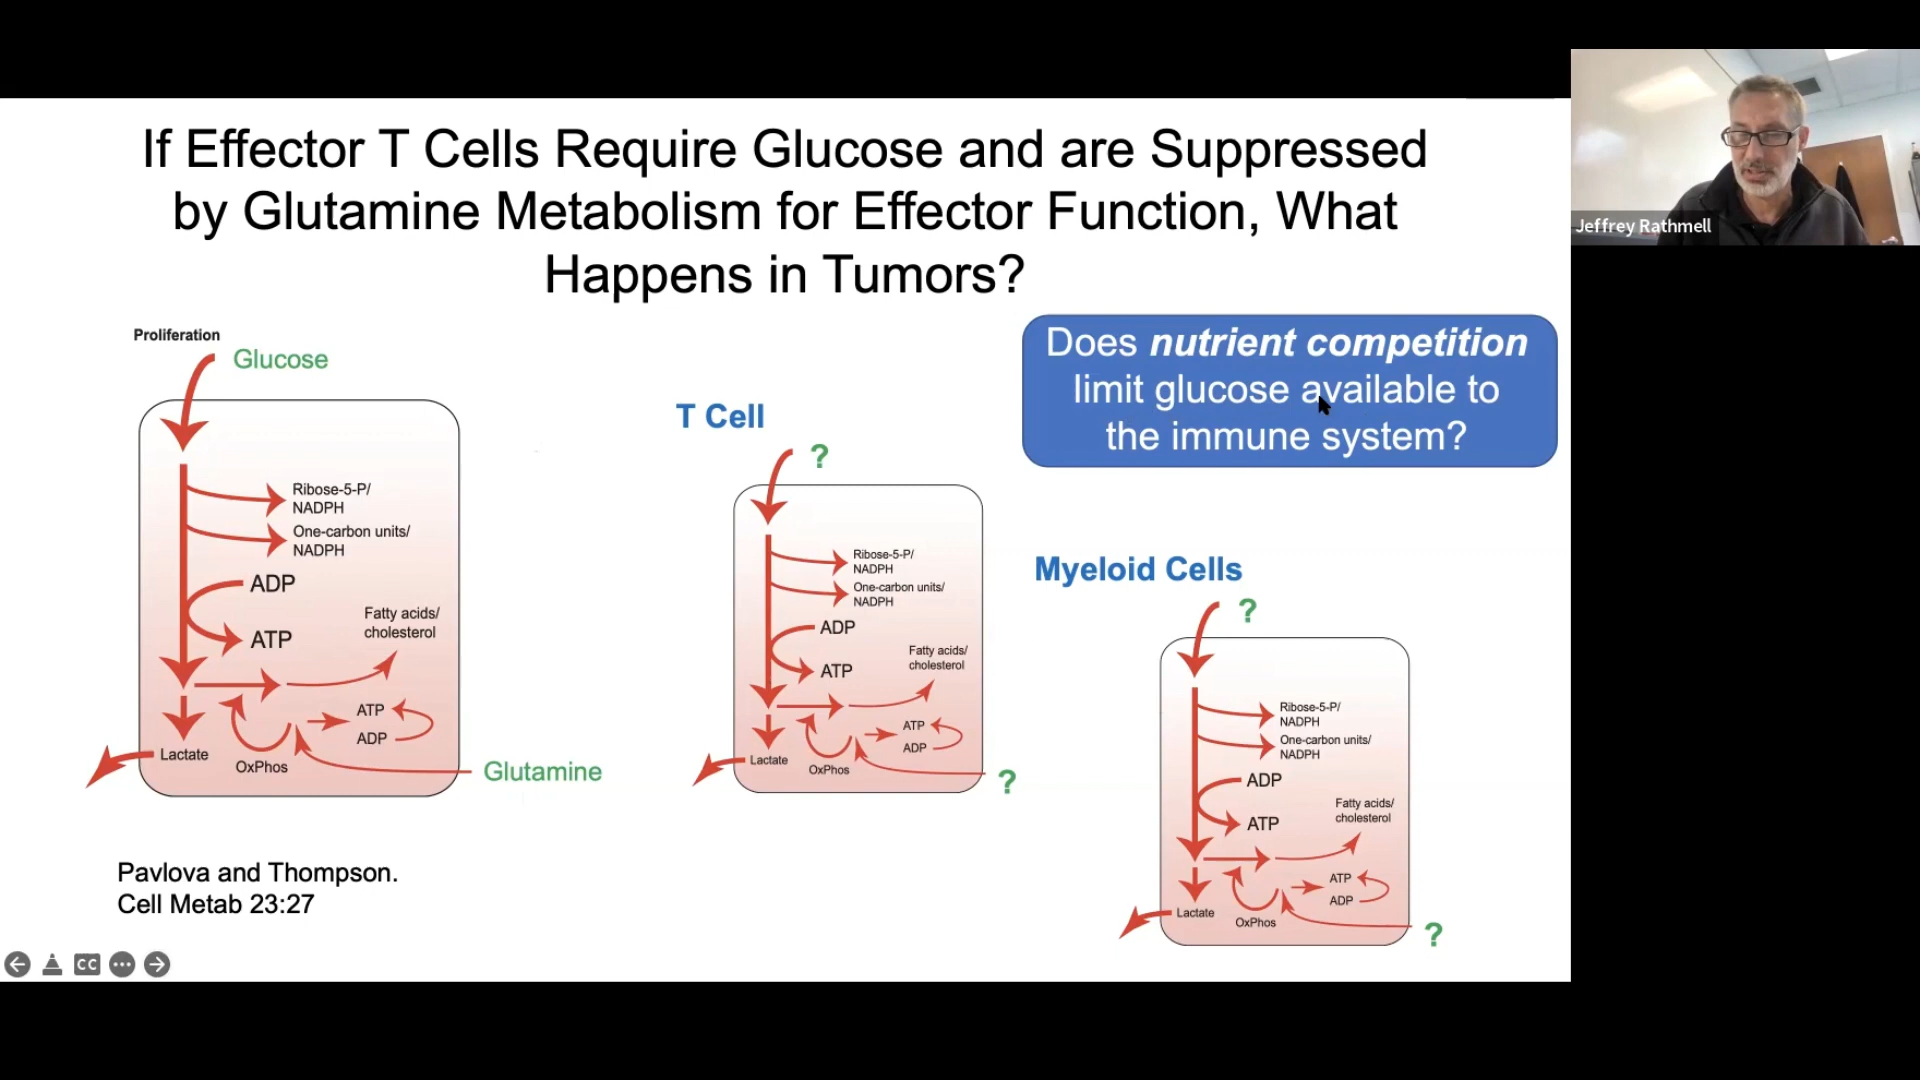 If Effector T Cells Require Glucose and are Suppressed
by Glutamine Metabolism for Effector Function, What
Happens in Tumors?
Jeffrey Rathmell
Does nutrient competition
limit glucose available to
the immune system?
Proliferation
Glucose
Ribose-5-P/
NADPH
One-carbon units/
NADPH
ADP
ATP
Fatty acids/
cholesterol
ATP
ADP
Lactate
OxPhos
Glutamine
T Cell
?
Ribose-5-P/
NADPH
One-carbon units/
NADPH
ADP
ATP
Fatty acids/
cholesterol
ATP
ADP
Lactate
OxPhos
?
Myeloid Cells
?
Ribose-5-P/
NADPH
One-carbon units/
NADPH
ADP
ATP
Fatty acids/
cholesterol
ATP
ADP
Lactate
OxPhos
?
Pavlova and Thompson.
Cell Metab 23:27
CC